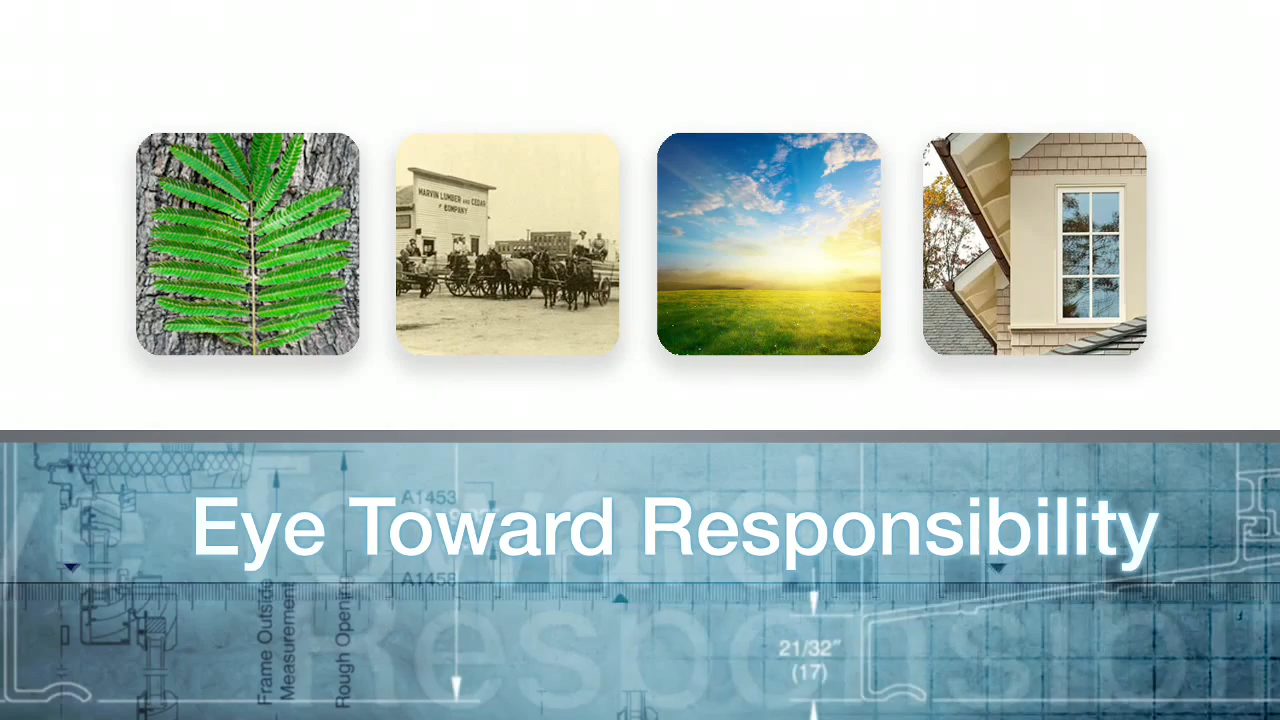 MARVIN LUMBER AND CEDAR
COMPANY
Eye Toward Responsibility
A1453
A1458
Frame Outside
Measurement
Rough Opening
21/32"
(17)